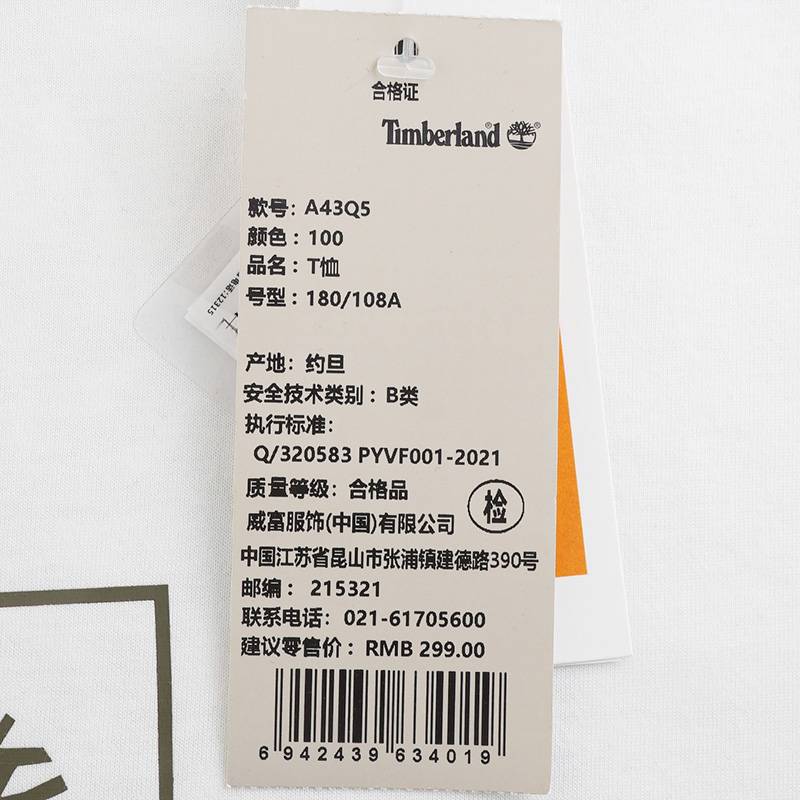 合格证
Timberland®
款号：A43Q5
颜色：100
品名：T恤
号型：180/108A
电话:12315
产地：约旦
安全技术类别：B类
执行标准：
Q/320583 PYVF001-2021
质量等级：合格品
检
威富服饰(中国)有限公司
中国江苏省昆山市张浦镇建德路390号
邮编：215321
联系电话：021-61705600
建议零售价：RMB 299.00
6 942439 634019